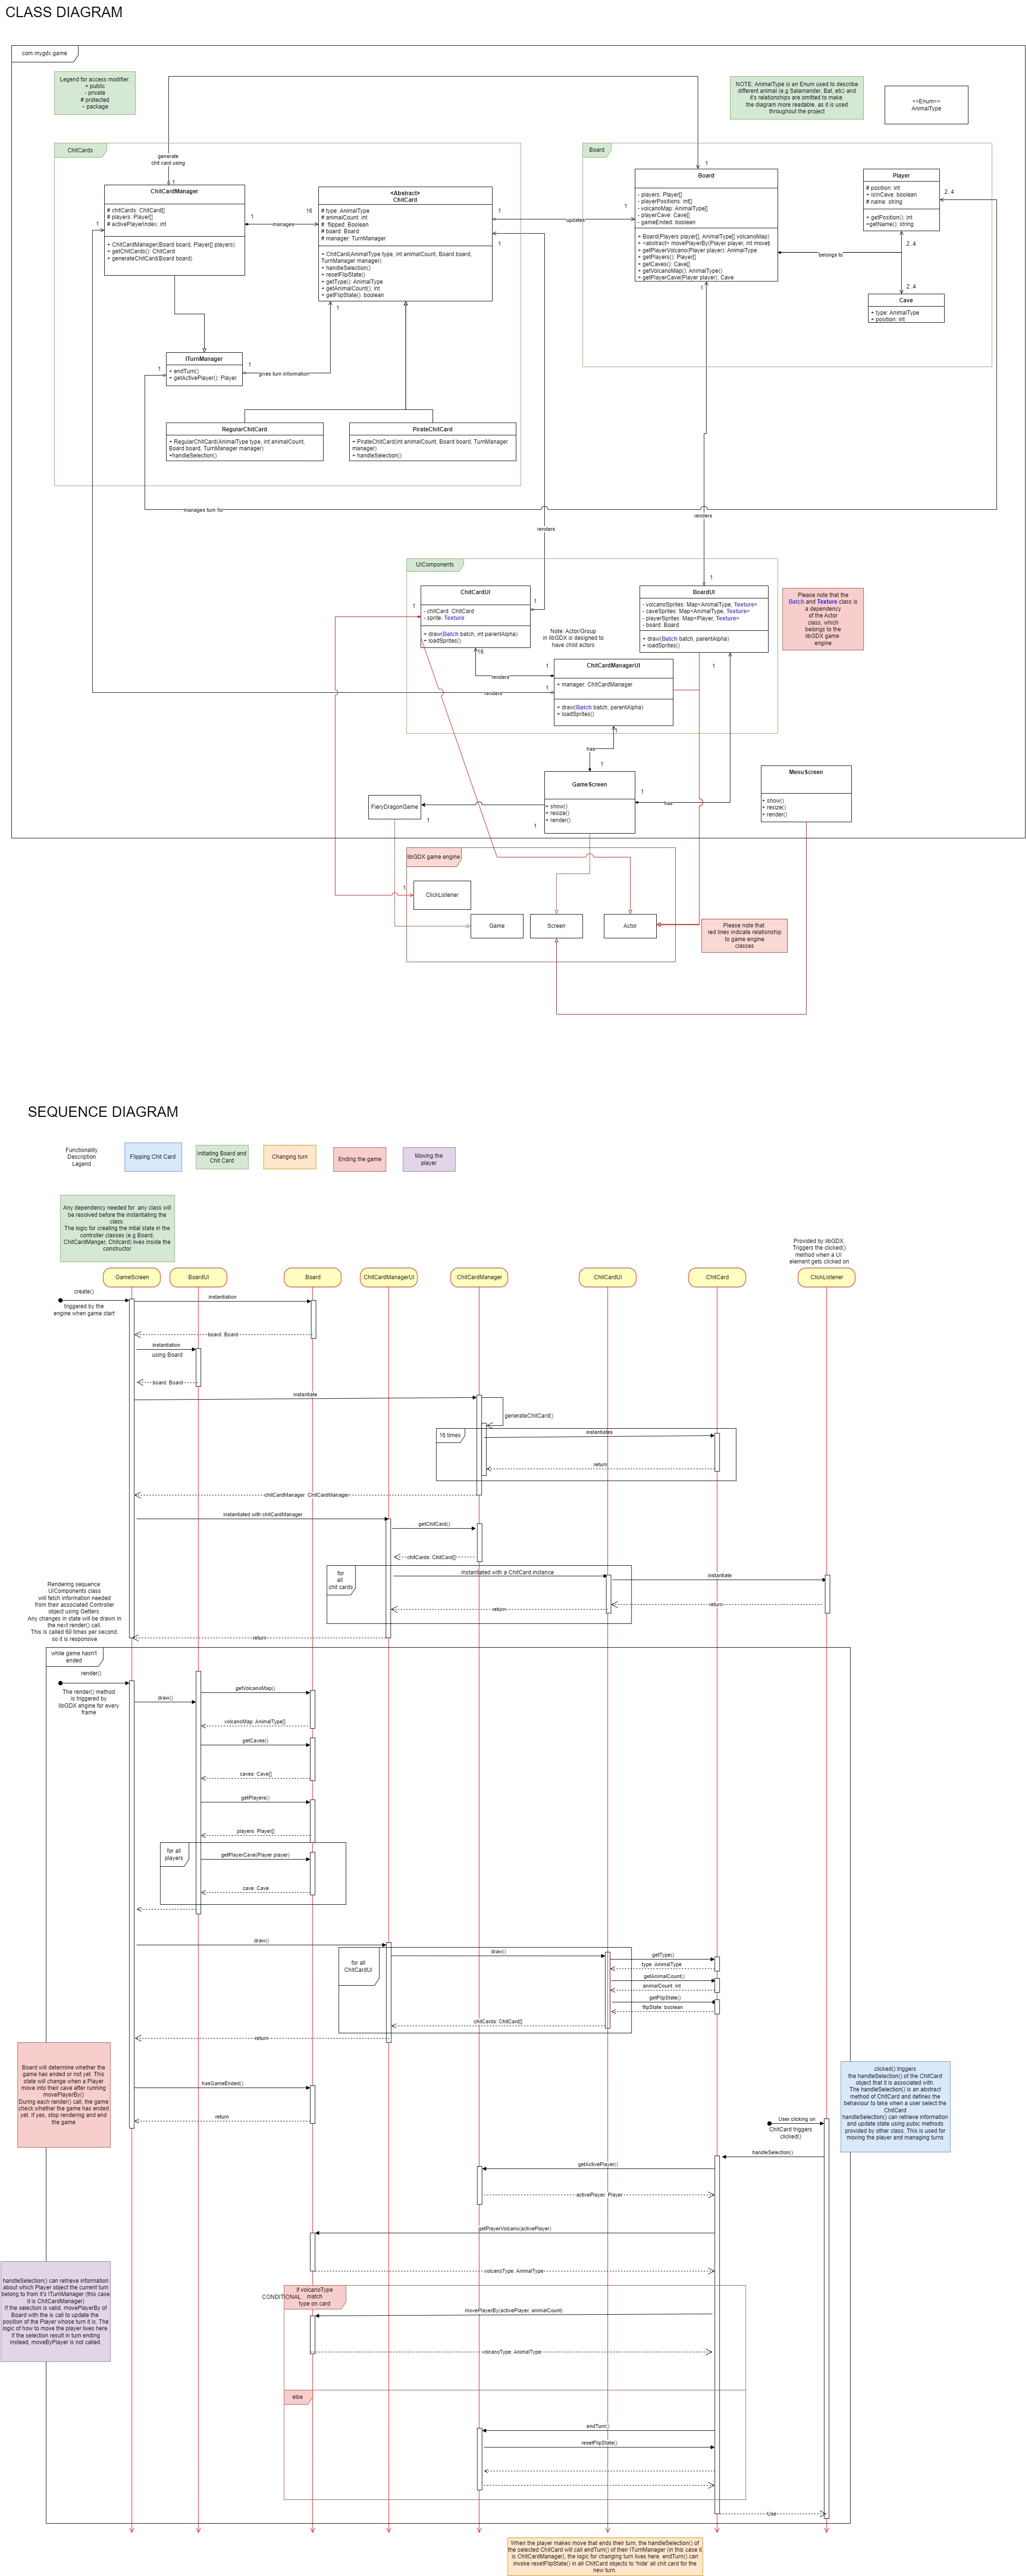 CLASS DIAGRAM
com.mygdx.game
Legend for access modifier:
+ public
- private
# protected
~ package
NOTE: AnimalType is an Enum used to describe
different animal (e.g Salamander, Bat, etc) and
it's relationships are omitted to make
the diagram more readable, as it is used
throughout the project
<<Enum>>
AnimalType
ChitCards
generate
chit card using
1
1
ChitCardManager
# chitCards: ChitCard[]
# players: Player[]
# activePlayerIndex: int
+ ChitCardManager(Board board, Player[] players)
+ getChitCards(): ChitCard
+ generateChitCard(Board board)
1
1
manages
16
<Abstract>
ChitCard
# type: AnimalType
# animalCount: int
# flipped: Boolean
# board: Board
# manager: TurnManager
+ ChitCard(AnimalType type, int animalCount, Board board,
TurnManager manager)
+ handleSelection()
+ resetFlipState()
+ getType(): AnimalType
+ getAnimalCount(): int
+ getFlipState(): boolean
1
1
1
updates
1
ITurnManager
+ endTurn()
+ getActivePlayer(): Player
1
1
gives turn information
RegularChitCard
+ RegularChitCard(AnimalType type, int animalCount,
Board board, TurnManager manager)
+handleSelection()
PirateChitCard
+ PirateChitCard(int animalCount, Board board, TurnManager
manager)
+ handleSelection()
manages turn for
Board
Board
- players: Player[]
- playerPositions: int[]
- volcanoMap: AnimalType[]
- playerCave: Cave[]
- gameEnded: boolean
+ Board(Players player[], AnimalType[] volcanoMap)
+ <abstract> movePlayerBy(Player player, int moves)
+ getPlayerVolcano(Player player): AnimalType
+ getPlayers(): Player[]
+ getCaves(): Cave[]
+ getVolcanoMap(): AnimalType()
+ getPlayerCave(Player player): Cave
1
Player
# position: int
+ isInCave: boolean
# name: string
+ getPosition(): int
+getName(): string
2..4
2..4
belongs to
2..4
Cave
+ type: AnimalType
+ position: int
renders
renders
UIComponents
ChitCardUI
- chitCard: ChitCard
- sprite: Texture
+ draw(Batch batch, int parentAlpha)
+ loadSprites()
1
1
16
Note: Actor/Group
in libGDX is designed to
have child actors
1
BoardUI
- volcanoSprites: Map<AnimalType, Texture>
- caveSprites: Map<AnimalType, Texture>
- playerSprites: Map<Player, Texture>
- board: Board
+ draw(Batch batch, parentAlpha)
+ loadSprites()
1
Please note that the
Batch and Texture class is
a dependency
of the Actor
class, which
belongs to the
libGDX game
engine
ChitCardManagerUI
+ manager: ChitCardManager
+ draw(Batch batch, parentAlpha)
+ loadSprites()
1
renders
1
renders
1
has
1
GameScreen
+ show()
+ resize()
+ render()
1
has
1
1
FieryDragonGame
MenuScreen
+ show()
+ resize()
+ render()
libGDX game engine
1
ClickListener
Game
Screen
Actor
Please note that
red lines indicate relationship
to game engine
classes
SEQUENCE DIAGRAM
Functionality
Description
Legend
Flipping Chit Card
Initiating Board and
Chit Card
Changing turn
Ending the game
Moving the
player
Any dependency needed for any class will
be resolved before the instantiating the
class.
The logic for creating the intial state in the
controller classes (e.g Board,
ChitCardManger, Chitcard) lives inside the
constructor
Provided by libGDX.
Triggers the clicked()
method when a UI
element gets clicked on
:GameScreen
:BoardUI
:Board
:ChitCardManagerUI
:ChitCardManager
:ChitCardUI
:ChitCard
:ClickListener
create()
triggered by the
engine when game start
instantiation
board: Board
instantiation
using Board
board: Board
instantiate
generateChitCard()
16 times
instantiates
return
chitCardManager: ChitCardManager
instantiated with chitCardManager
getChitCard()
chitCards: ChitCard[]
for
all
chit cards
instantiated with a ChitCard instance
instantiate
return
return
return
Rendering sequence:
UIComponents class
will fetch information needed
from their associated Controller
object using Getters.
Any changes in state will be drawn in
the next render() call.
This is called 60 times per second,
so it is responsive
while game hasn't
ended
render()
The render() method
is triggered by
libGDX engine for every
frame
draw()
getVolcanoMap()
volcanoMap: AnimalType[]
getCaves()
caves: Cave[]
getPlayers()
players: Player[]
for all
players
getPlayerCave(Player player)
cave: Cave
draw()
for all
ChitCardUI
draw()
getType()
type: AnimalType
getAnimalCount()
animalCount: int
getFlipState()
flipState: boolean
chitCards: ChitCard[]
return
Board will determine whether the
game has ended or not yet. This
state will change when a Player
move into their cave after running
movePlayerBy()
During each render() call, the game
check whether the game has ended
yet. If yes, stop rendering and end
the game
hasGameEnded()
return
clicked() triggers
the handleSelection() of the ChitCard
object that it is associated with.
The handleSelection() is an abstract
method of ChitCard and defines the
behaviour to take when a user select the
ChitCard
handleSelection() can retrieve information
and update state using pubic methods
provided by other class. This is used for
moving the player and managing turns
User clicking on
ChitCard triggers
clicked()
handleSelection()
getActivePlayer()
activePlayer: Player
getPlayerVolcano(activePlayer)
volcanoType: AnimalType
handleSelection() can retrieve information
about which Player object the current turn
belong to from it's ITurnManager (this case
it is ChitCardManager)
If the selection is valid, movePlayerBy of
Board with the is call to update the
position of the Player whose turn it is. The
logic of how to move the player lives here.
If the selection result in turn ending
instead, moveByPlayer is not called.
CONDITIONAL
if volcanoType
match
type on card
movePlayerBy(activePlayer, animalCount)
volcanoType: AnimalType
else
endTurn()
resetFlipState()
Use
When the player makes move that ends their turn, the handleSelection() of
the selected ChitCard will call endTurn() of their ITurnManager (in this case it
is ChitCardManager), the logic for changing turn lives here. endTurn() can
invoke resetFlipState() in all ChitCard objects to 'hide' all chit card for the
new turn.